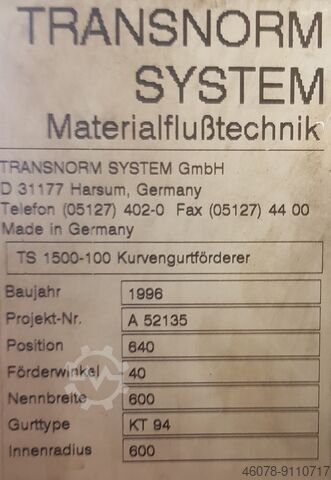 TRANSNORM
SYSTEM
Materialflußtechnik
TRANSNORM SYSTEM GmbH
D 31177 Harsum, Germany
Telefon (05127) 402-0 Fax (05127) 44 00
Made in Germany
TS 1500-100 Kurvengurtförderer
Baujahr 1996
Projekt-Nr. A 52135
Position 640
Förderwinkel 40
Nennbreite 600
Gurttype KT 94
Innenradius 600
46078-9110717